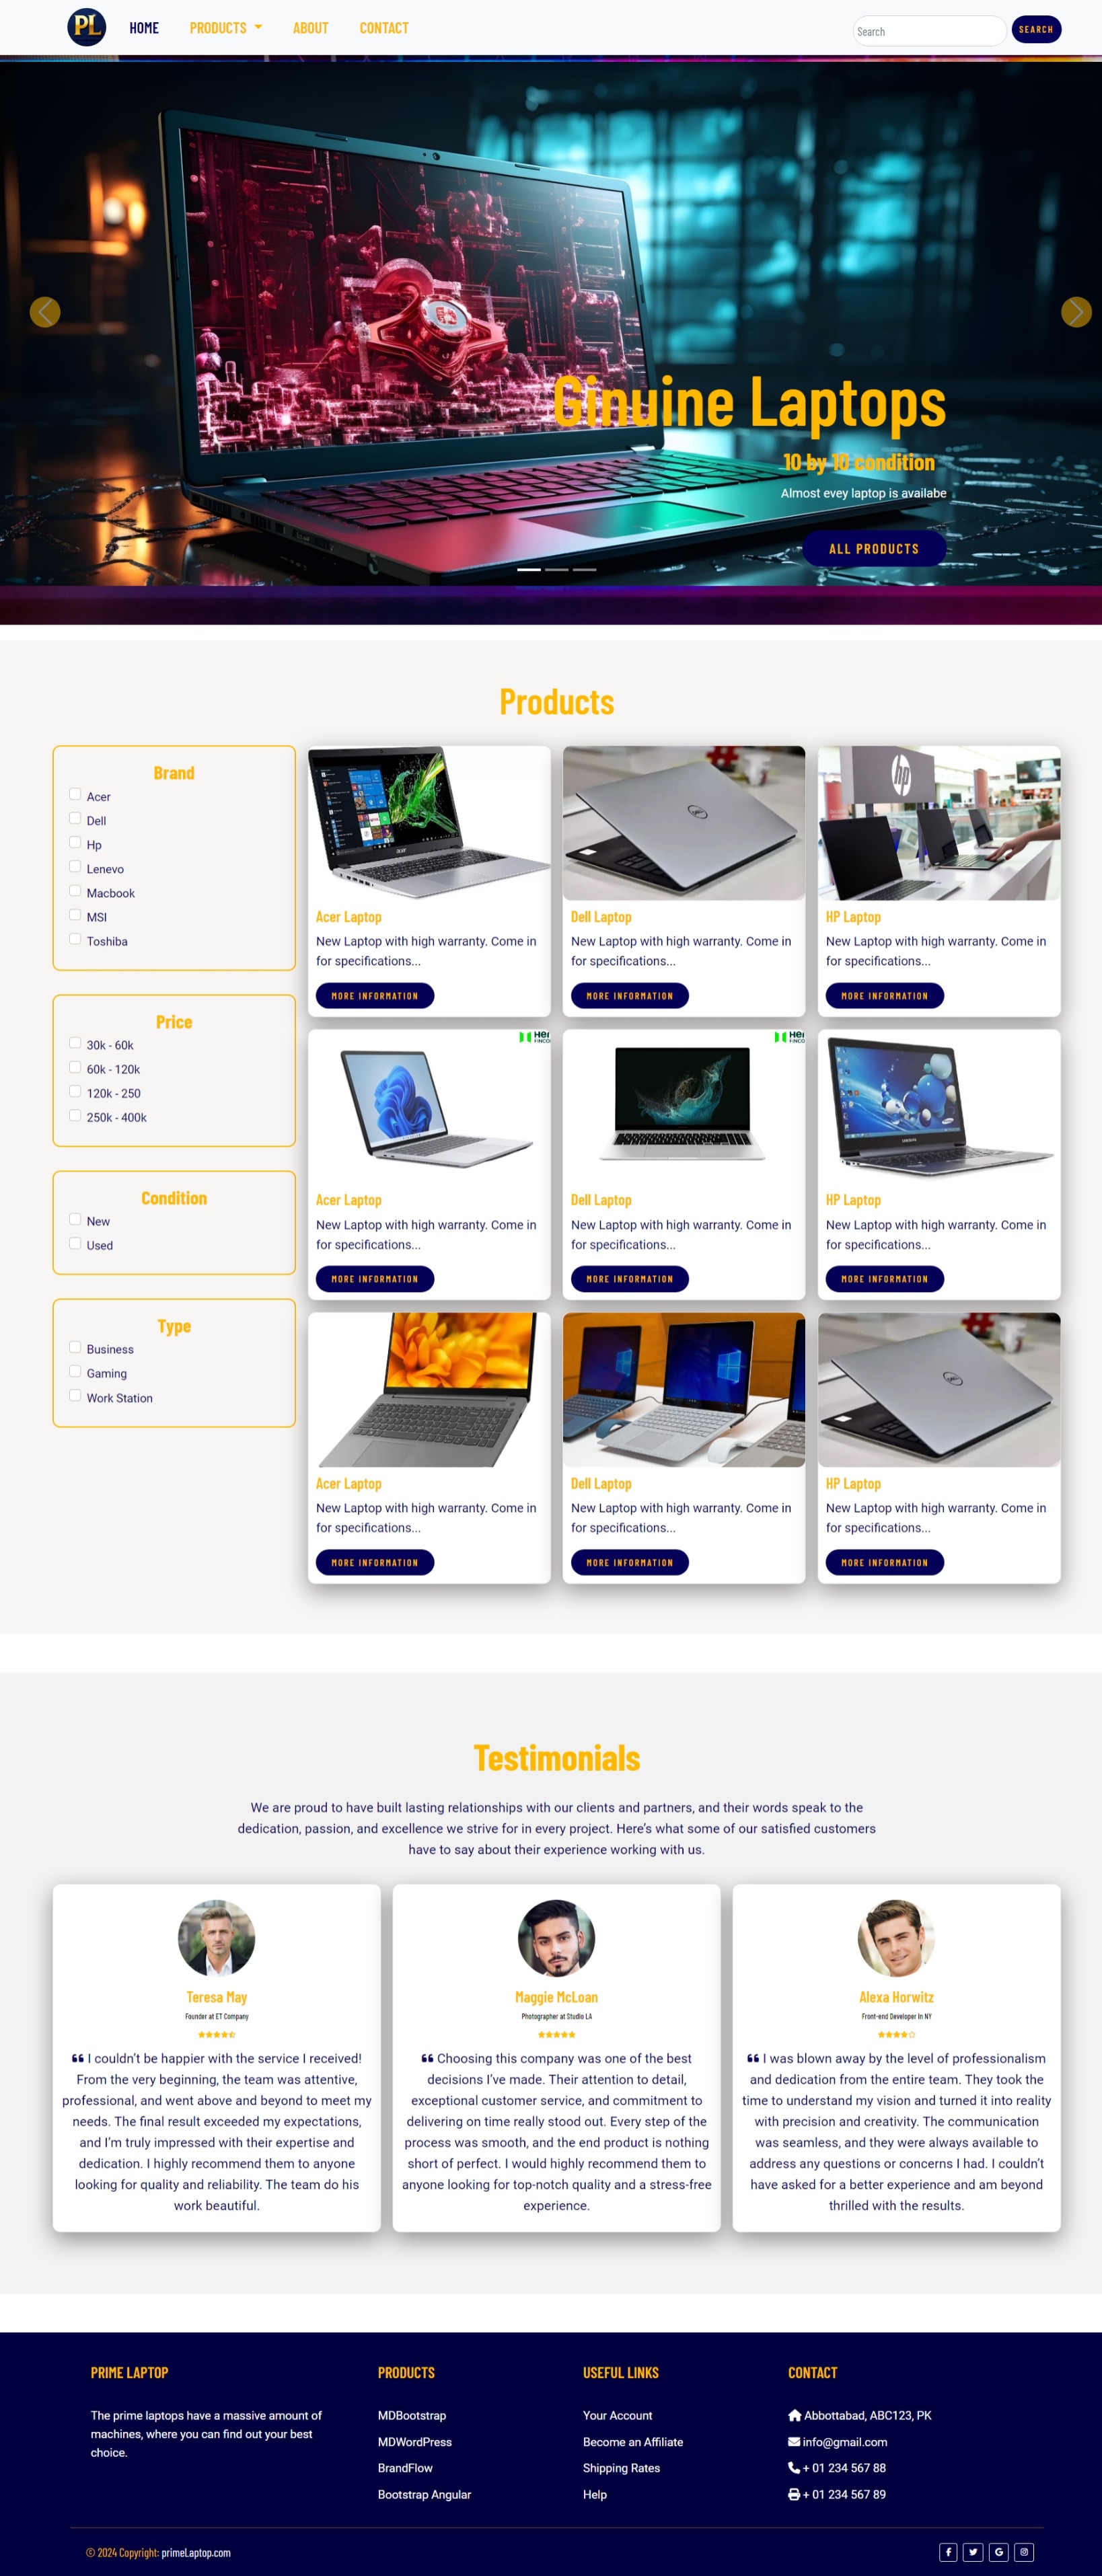 PL
HOME
PRODUCTS
ABOUT
CONTACT
Search
SEARCH
Ginuine Laptops
10 by 10 condition
Almost evey laptop is availabe
ALL PRODUCTS
Products
Brand
Acer
Dell
Hp
Lenevo
Macbook
MSI
Toshiba
Price
30k - 60k
60k - 120k
120k - 250
250k - 400k
Condition
New
Used
Type
Business
Gaming
Work Station
acer
Acer Laptop
New Laptop with high warranty. Come in
for specifications...
MORE INFORMATION
DELL
Dell Laptop
New Laptop with high warranty. Come in
for specifications...
MORE INFORMATION
hp
HP Laptop
New Laptop with high warranty. Come in
for specifications...
MORE INFORMATION
Her
FINCO
Acer Laptop
New Laptop with high warranty. Come in
for specifications...
MORE INFORMATION
Her
FINCO
Dell Laptop
New Laptop with high warranty. Come in
for specifications...
MORE INFORMATION
SAMSUNG
HP Laptop
New Laptop with high warranty. Come in
for specifications...
MORE INFORMATION
Acer Laptop
New Laptop with high warranty. Come in
for specifications...
MORE INFORMATION
Dell Laptop
New Laptop with high warranty. Come in
for specifications...
MORE INFORMATION
DELL
HP Laptop
New Laptop with high warranty. Come in
for specifications...
MORE INFORMATION
Testimonials
We are proud to have built lasting relationships with our clients and partners, and their words speak to the
dedication, passion, and excellence we strive for in every project. Here’s what some of our satisfied customers
have to say about their experience working with us.
Teresa May
Founder at ET Company
❝ I couldn’t be happier with the service I received!
From the very beginning, the team was attentive,
professional, and went above and beyond to meet my
needs. The final result exceeded my expectations,
and I’m truly impressed with their expertise and
dedication. I highly recommend them to anyone
looking for quality and reliability. The team do his
work beautiful.
Maggie McLoan
Photographer at Studio LA
❝ Choosing this company was one of the best
decisions I’ve made. Their attention to detail,
exceptional customer service, and commitment to
delivering on time really stood out. Every step of the
process was smooth, and the end product is nothing
short of perfect. I would highly recommend them to
anyone looking for top-notch quality and a stress-free
experience.
Alexa Horwitz
Front-end Developer in NY
❝ I was blown away by the level of professionalism
and dedication from the entire team. They took the
time to understand my vision and turned it into reality
with precision and creativity. The communication
was seamless, and they were always available to
address any questions or concerns I had. I couldn’t
have asked for a better experience and am beyond
thrilled with the results.
PRIME LAPTOP
The prime laptops have a massive amount of
machines, where you can find out your best
choice.
PRODUCTS
MDBootstrap
MDWordPress
BrandFlow
Bootstrap Angular
USEFUL LINKS
Your Account
Become an Affiliate
Shipping Rates
Help
CONTACT
Abbottabad, ABC123, PK
info@gmail.com
+ 01 234 567 88
+ 01 234 567 89
© 2024 Copyright: primeLaptop.com